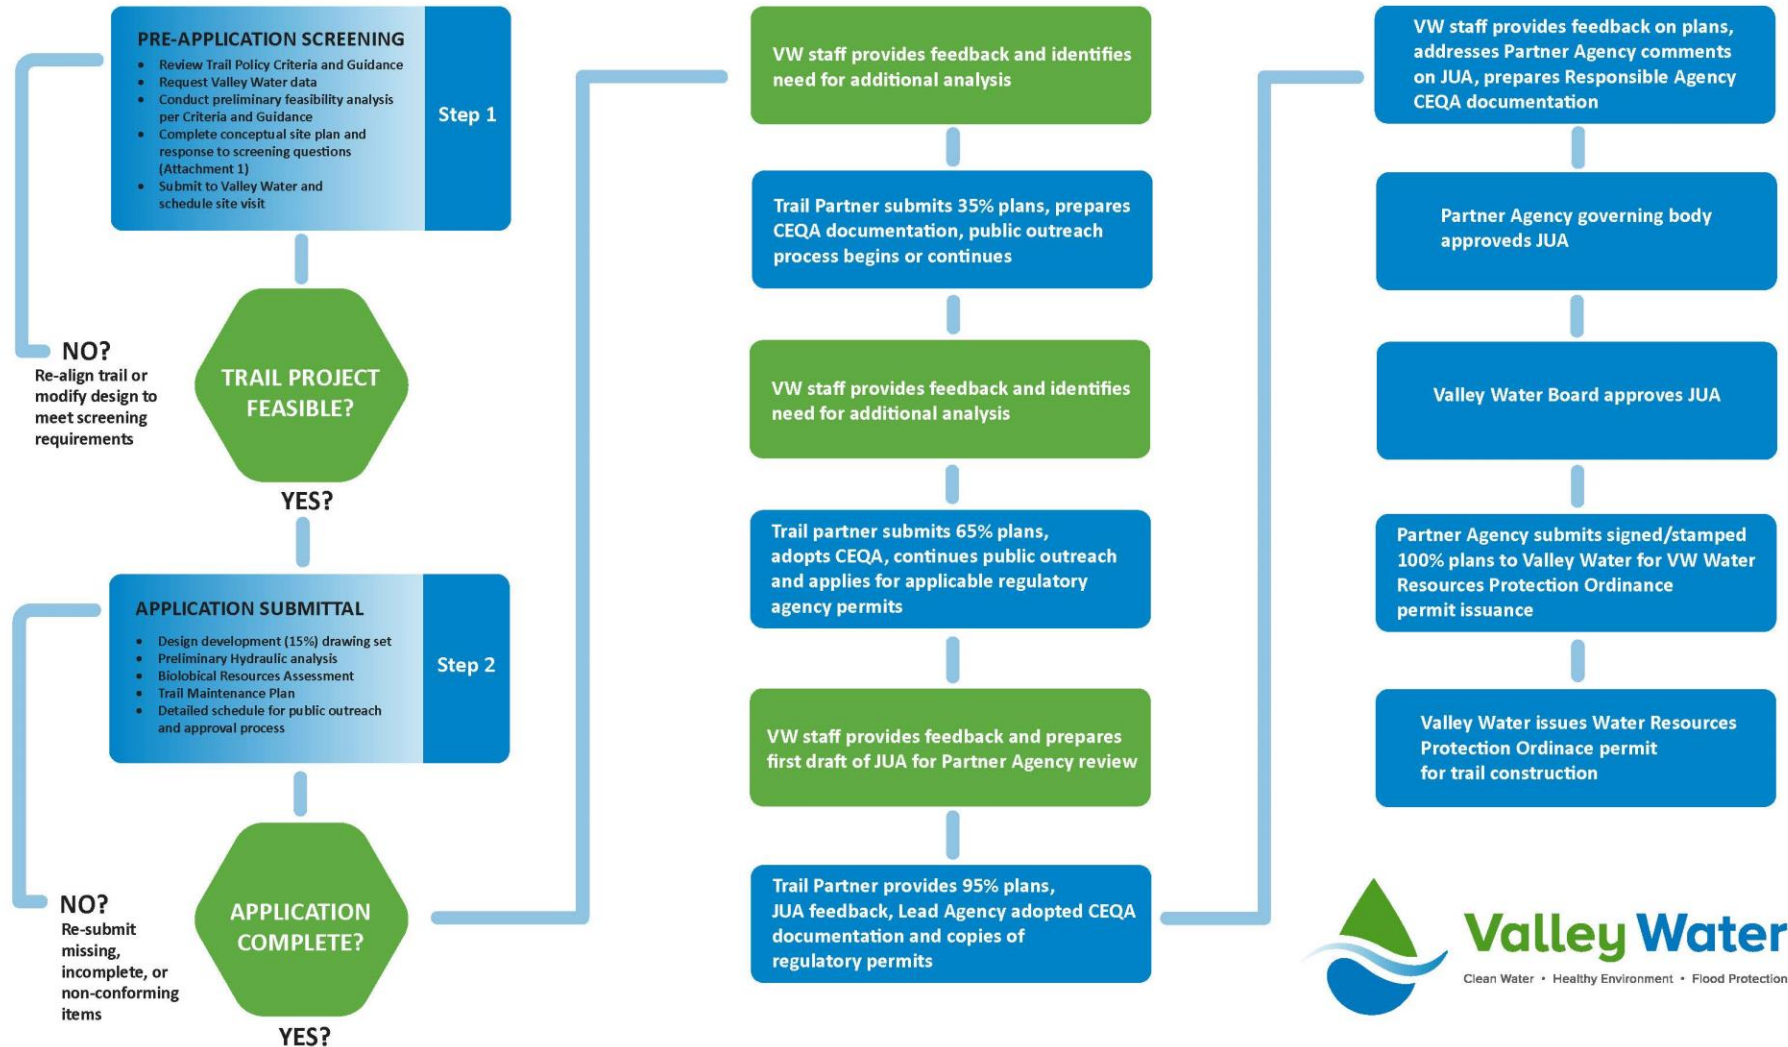 PRE-APPLICATION SCREENING
• Review Trail Policy Criteria and Guidance
• Request Valley Water data
• Conduct preliminary feasibility analysis
per Criteria and Guidance
• Complete conceptual site plan and
response to screening questions
(Attachment 1)
• Submit to Valley Water and
schedule site visit
Step 1
NO?
Re-align trail or
modify design to
meet screening
requirements
TRAIL PROJECT
FEASIBLE?
YES?
APPLICATION SUBMITTAL
• Design development (15%) drawing set
• Preliminary Hydraulic analysis
• Biolobical Resources Assessment
• Trail Maintenance Plan
• Detailed schedule for public outreach
and approval process
Step 2
NO?
Re-submit
missing,
incomplete, or
non-conforming
items
APPLICATION
COMPLETE?
YES?
VW staff provides feedback and identifies
need for additional analysis
Trail Partner submits 35% plans, prepares
CEQA documentation, public outreach
process begins or continues
VW staff provides feedback and identifies
need for additional analysis
Trail partner submits 65% plans,
adopts CEQA, continues public outreach
and applies for applicable regulatory
agency permits
VW staff provides feedback and prepares
first draft of JUA for Partner Agency review
Trail Partner provides 95% plans,
JUA feedback, Lead Agency adopted CEQA
documentation and copies of
regulatory permits
VW staff provides feedback on plans,
addresses Partner Agency comments
on JUA, prepares Responsible Agency
CEQA documentation
Partner Agency governing body
approveds JUA
Valley Water Board approves JUA
Partner Agency submits signed/stamped
100% plans to Valley Water for VW Water
Resources Protection Ordinance
permit issuance
Valley Water issues Water Resources
Protection Ordinace permit
for trail construction
Valley Water
Clean Water • Healthy Environment • Flood Protection